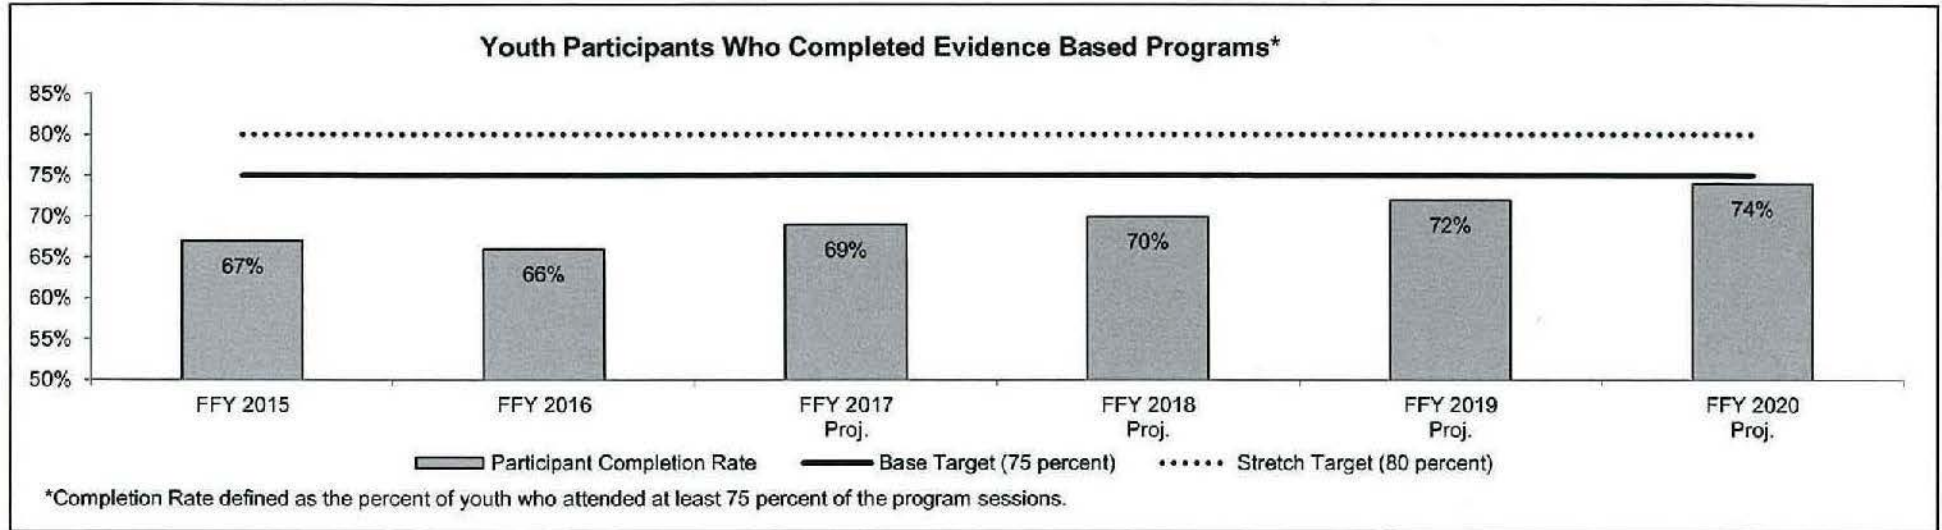 Youth Participants Who Completed Evidence Based Programs*
85%
80%
75%
70%
65%
60%
55%
50%
67%
66%
69%
70%
72%
74%
FFY 2015
FFY 2016
FFY 2017
Proj.
FFY 2018
Proj.
FFY 2019
Proj.
FFY 2020
Proj.
Participant Completion Rate
Base Target (75 percent)
Stretch Target (80 percent)
*Completion Rate defined as the percent of youth who attended at least 75 percent of the program sessions.